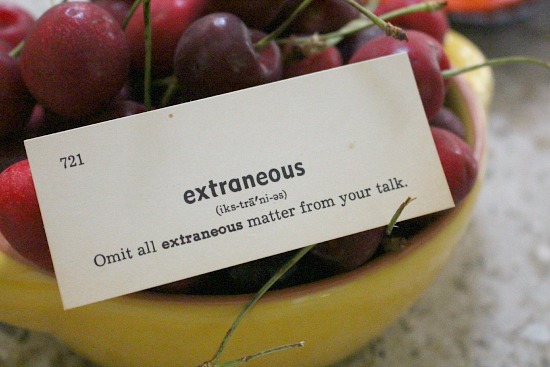 721
extraneous
(iks-trā′ni-əs)
Omit all extraneous matter from your talk.